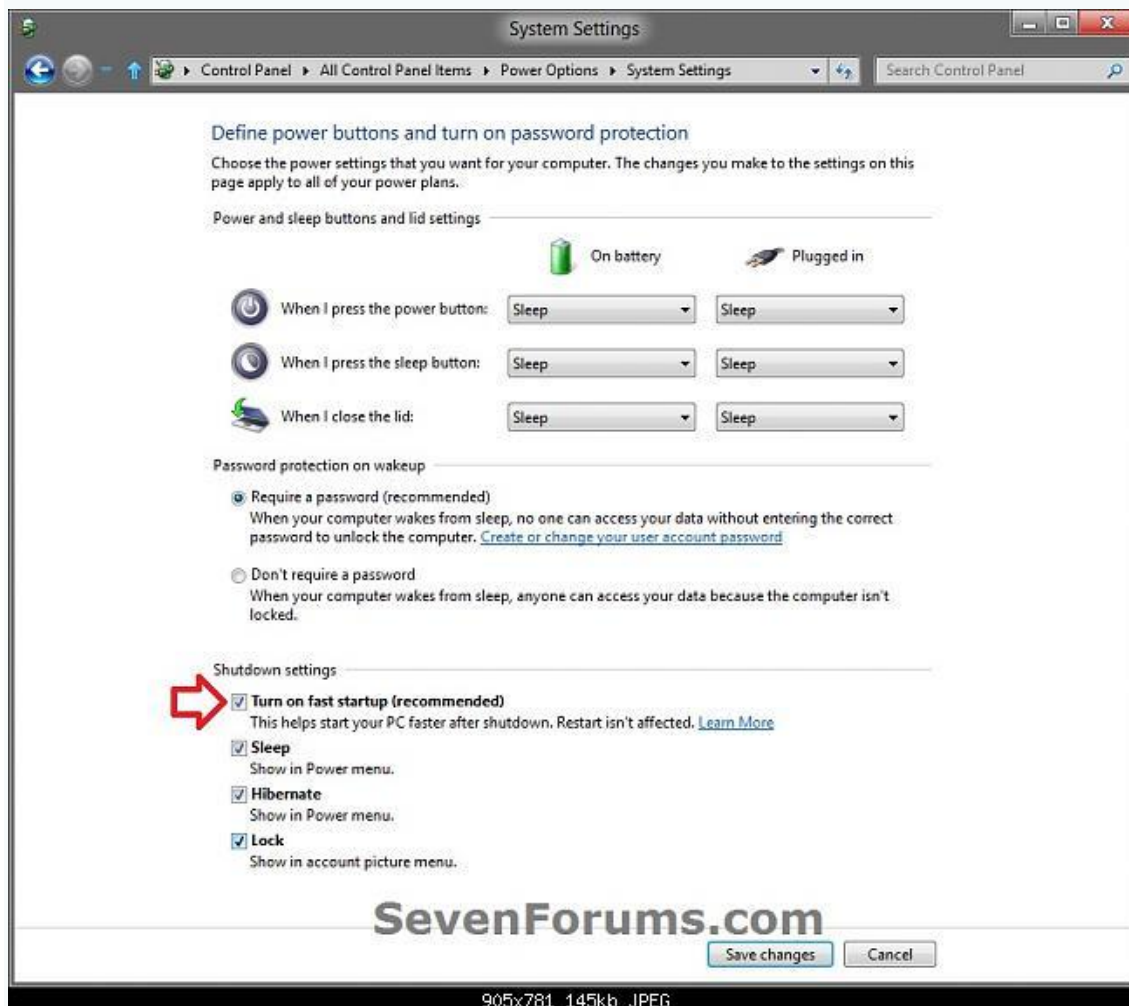 System Settings
Control Panel ▸ All Control Panel Items ▸ Power Options ▸ System Settings
Search Control Panel
Define power buttons and turn on password protection
Choose the power settings that you want for your computer. The changes you make to the settings on this
page apply to all of your power plans.
Power and sleep buttons and lid settings
On battery
Plugged in
When I press the power button: Sleep Sleep
When I press the sleep button: Sleep Sleep
When I close the lid: Sleep Sleep
Password protection on wakeup
Require a password (recommended)
When your computer wakes from sleep, no one can access your data without entering the correct
password to unlock the computer. Create or change your user account password
Don't require a password
When your computer wakes from sleep, anyone can access your data because the computer isn't
locked.
Shutdown settings
Turn on fast startup (recommended)
This helps start your PC faster after shutdown. Restart isn't affected. Learn More
Sleep
Show in Power menu.
Hibernate
Show in Power menu.
Lock
Show in account picture menu.
SevenForums.com
Save changes Cancel
905x781 145kb JPEG